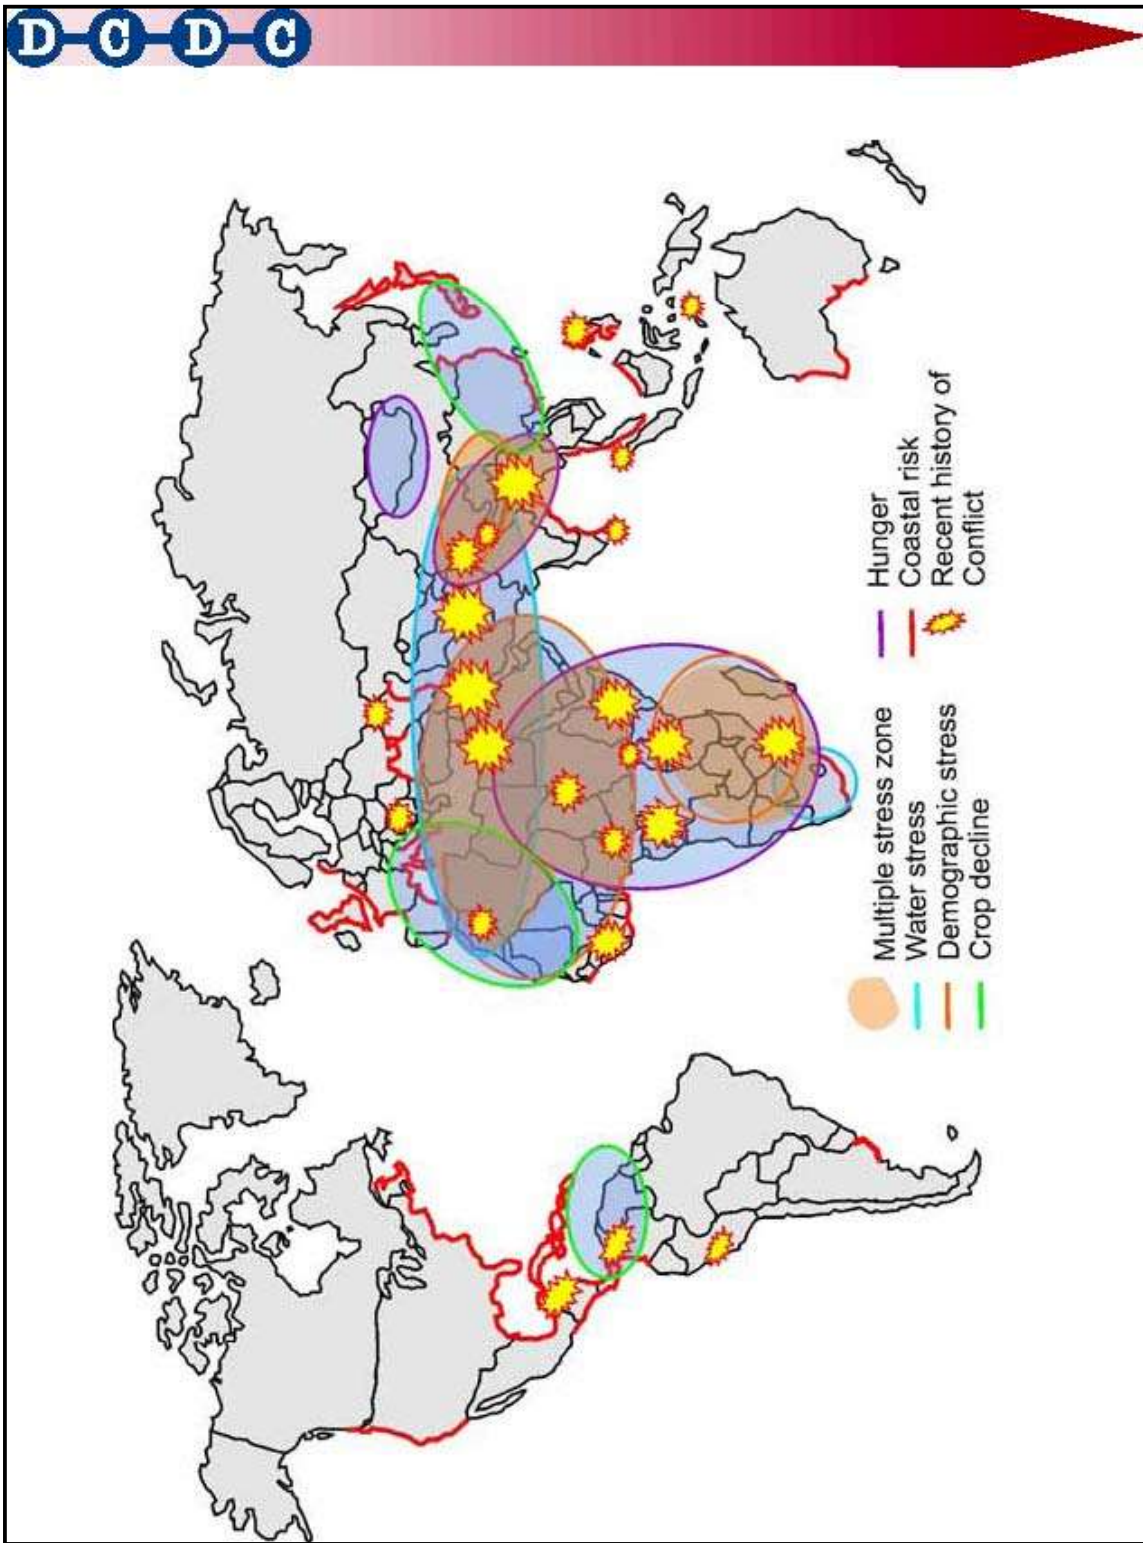 D-C-D-C
Multiple stress zone
Water stress
Demographic stress
Crop decline
Hunger
Coastal risk
Recent history of
Conflict